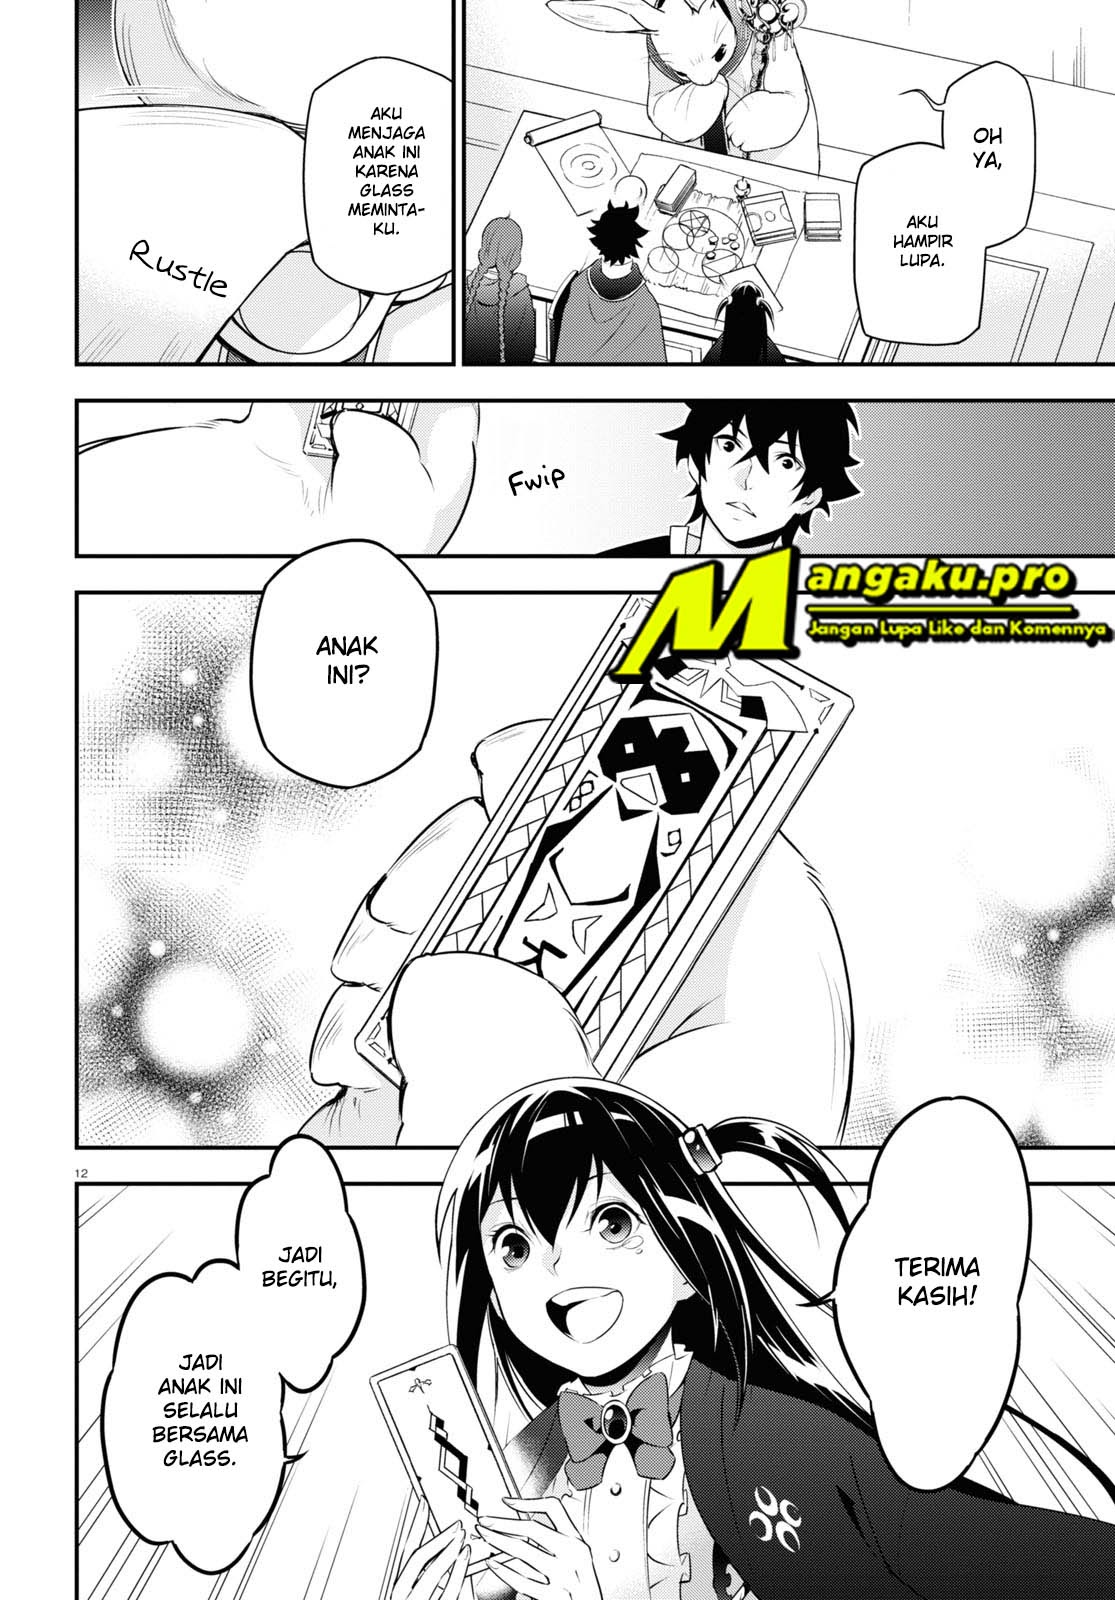 OH
YA,
AKU
HAMPIR
LUPA.
AKU
MENJAGA
ANAK INI
KARENA
GLASS
MEMINTA-
KU.
Rustle
Fwip
Mangaku.pro
Jangan Lupa Like dan Komennya
ANAK
INI?
12
TERIMA
KASIH!
JADI
BEGITU,
JADI
ANAK INI
SELALU
BERSAMA
GLASS.